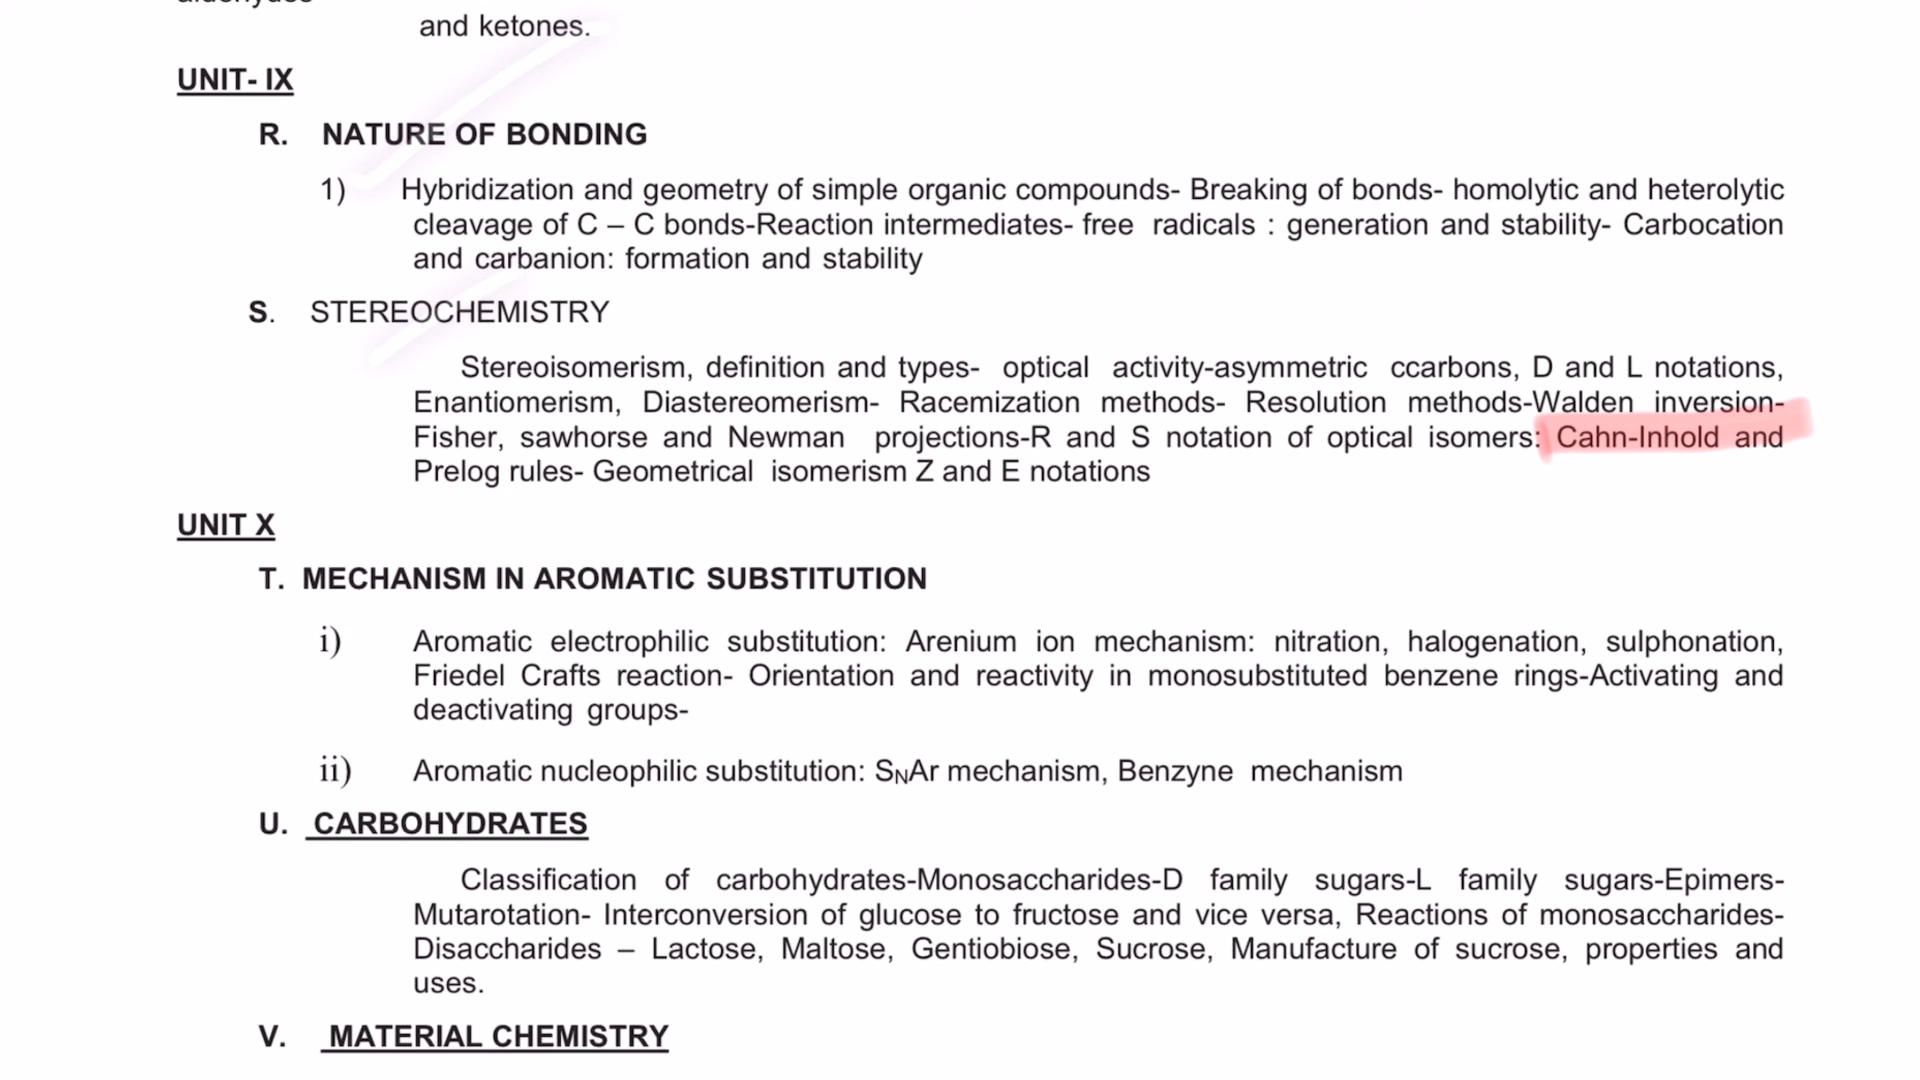 aldehydes
and ketones.
UNIT- IX
R. NATURE OF BONDING
1) Hybridization and geometry of simple organic compounds- Breaking of bonds- homolytic and heterolytic
cleavage of C – C bonds-Reaction intermediates- free radicals : generation and stability- Carbocation
and carbanion: formation and stability
S. STEREOCHEMISTRY
Stereoisomerism, definition and types- optical activity-asymmetric ccarbons, D and L notations,
Enantiomerism, Diastereomerism- Racemization methods- Resolution methods-Walden inversion-
Fisher, sawhorse and Newman projections-R and S notation of optical isomers: Cahn-Inhold and
Prelog rules- Geometrical isomerism Z and E notations
UNIT X
T. MECHANISM IN AROMATIC SUBSTITUTION
i) Aromatic electrophilic substitution: Arenium ion mechanism: nitration, halogenation, sulphonation,
Friedel Crafts reaction- Orientation and reactivity in monosubstituted benzene rings-Activating and
deactivating groups-
ii) Aromatic nucleophilic substitution: SNAr mechanism, Benzyne mechanism
U. CARBOHYDRATES
Classification of carbohydrates-Monosaccharides-D family sugars-L family sugars-Epimers-
Mutarotation- Interconversion of glucose to fructose and vice versa, Reactions of monosaccharides-
Disaccharides – Lactose, Maltose, Gentiobiose, Sucrose, Manufacture of sucrose, properties and
uses.
V. MATERIAL CHEMISTRY